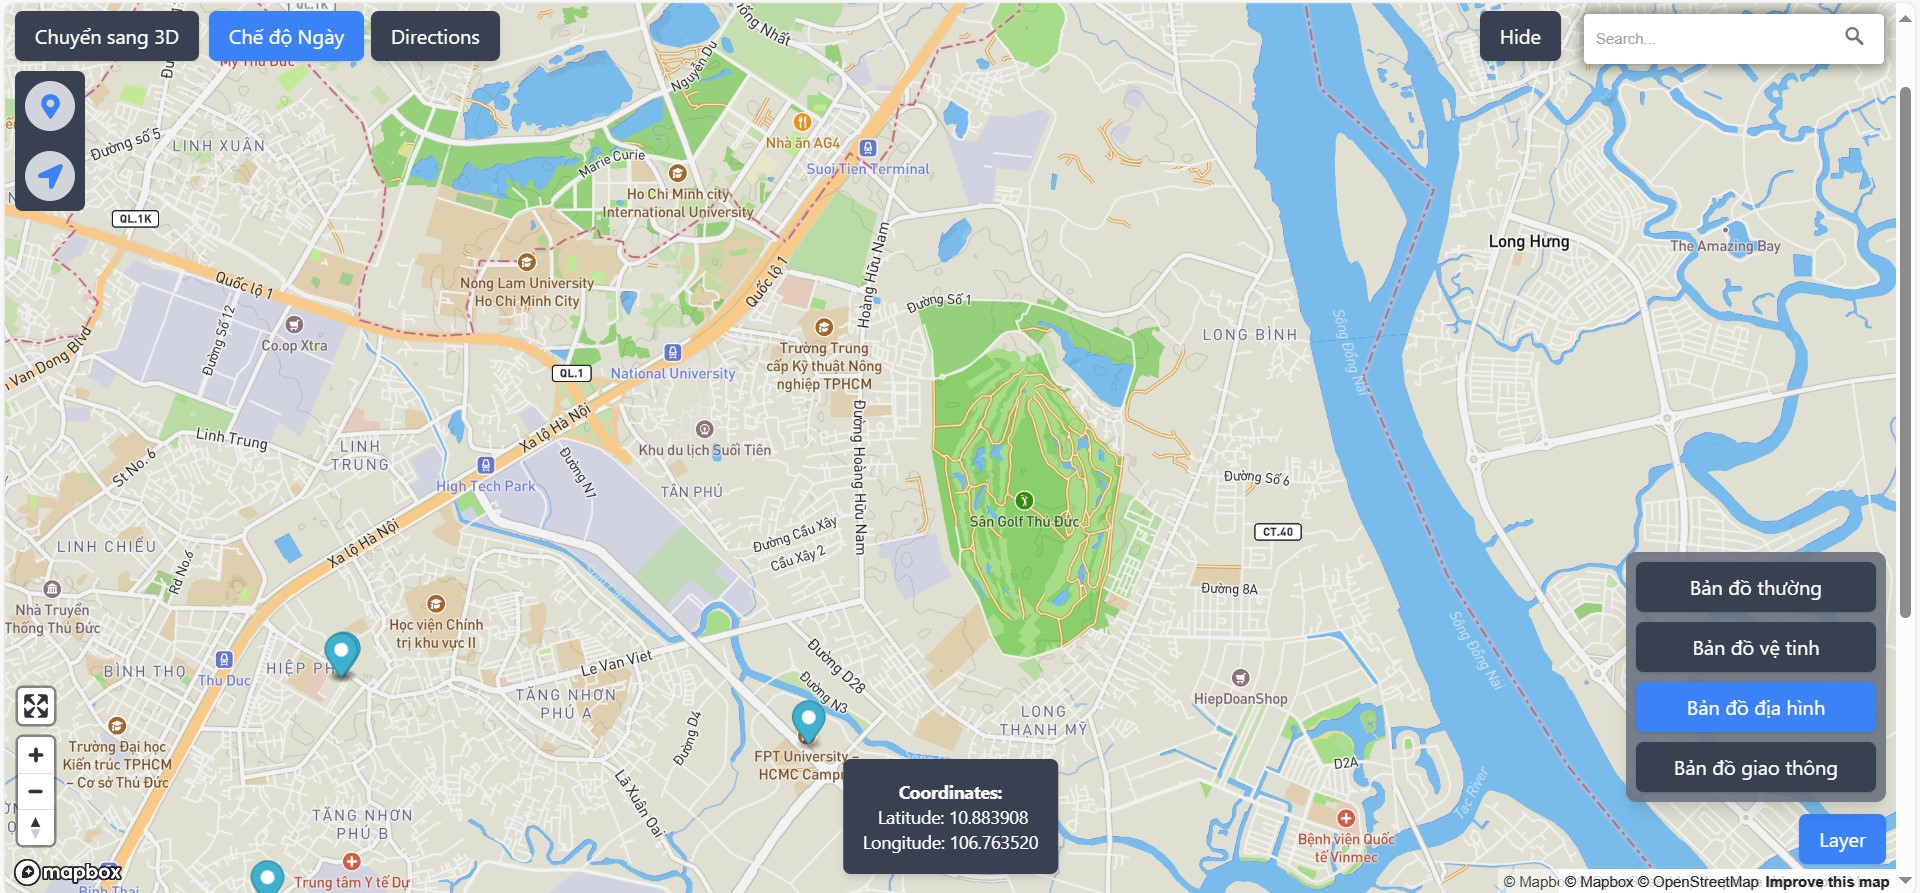 Chuyển sang 3D
Chế độ Ngày
Directions
Hide
Search...
QL.1K
Thống Nhất
Nguyễn Du
Mỹ Thủ Đức
Đường số 5
LINH XUÂN
Marie Curie
Nhà ăn AG4
Suoi Tien Terminal
Ho Chi Minh city
International University
QL.1K
Long Hưng
The Amazing Bay
Nông Lam University
Ho Chi Minh City
Quốc lộ 1
Quốc lộ 1
Hoàng Hữu Nam
Đường Số 1
Đường Số 12
Co.op Xtra
n Van Dong Blvd
Trường Trung
cấp Kỹ thuật Nông
nghiệp TPHCM
LONG BÌNH
Sông Đồng Nai
QL.1
National University
Linh Trung
Xa lộ Hà Nội
Khu du lịch Suối Tiên
LINH
TRUNG
St No. 6
High Tech Park
Đường N7
TÂN PHÚ
Đường Hoàng Hữu Nam
Đường Số 6
Sân Golf Thủ Đức
CT.40
Đường Cầu Xây
Cầu Xây 2
LINH CHIỂU
Xa lộ Hà Nội
Rd No.6
Nhà Truyền
Thống Thủ Đức
Đường 8A
Học viện Chính
trị khu vực II
Bản đồ thường
Bản đồ vệ tinh
Bản đồ địa hình
Bản đồ giao thông
Sông Đồng Nai
BÌNH THỌ
Thu Duc
HIỆP PH
Le Van Viet
Đường D28
Đường N3
TĂNG NHƠN
PHÚ A
Đường D4
HiepDoanShop
LONG
THẠNH MỸ
Trường Đại học
Kiến trúc TPHCM
– Cơ sở Thủ Đức
FPT University –
HCMC Campu
D2A
Tac River
Lã Xuân Oai
TĂNG NHƠN
PHÚ B
Coordinates:
Latitude: 10.883908
Longitude: 106.763520
Bệnh viện Quốc
tế Vinmec
Layer
mapbox
Binh Thai
Trung tâm Y tế Dự
© Mapbo © Mapbox © OpenStreetMap Improve this map